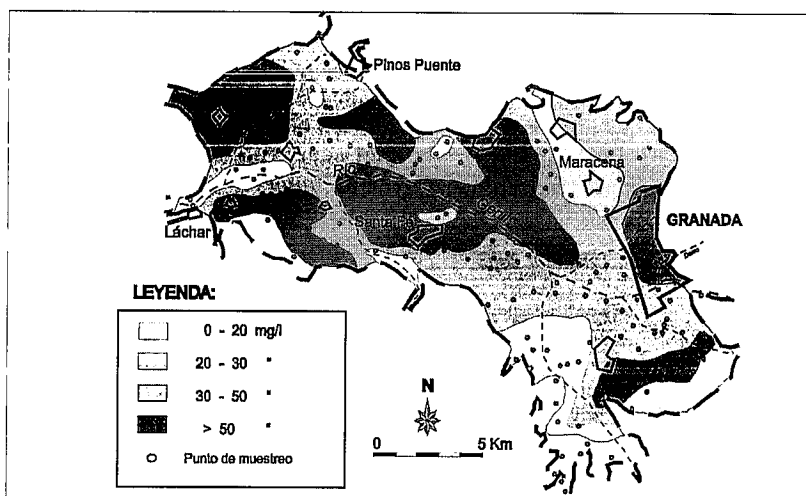 Pinos Puente
Maracena
GRANADA
Santa Fé
Láchar
LEYENDA:
0 - 20 mg/l
20 - 30 "
30 - 50 "
> 50 "
Punto de muestreo
N
0 5 Km